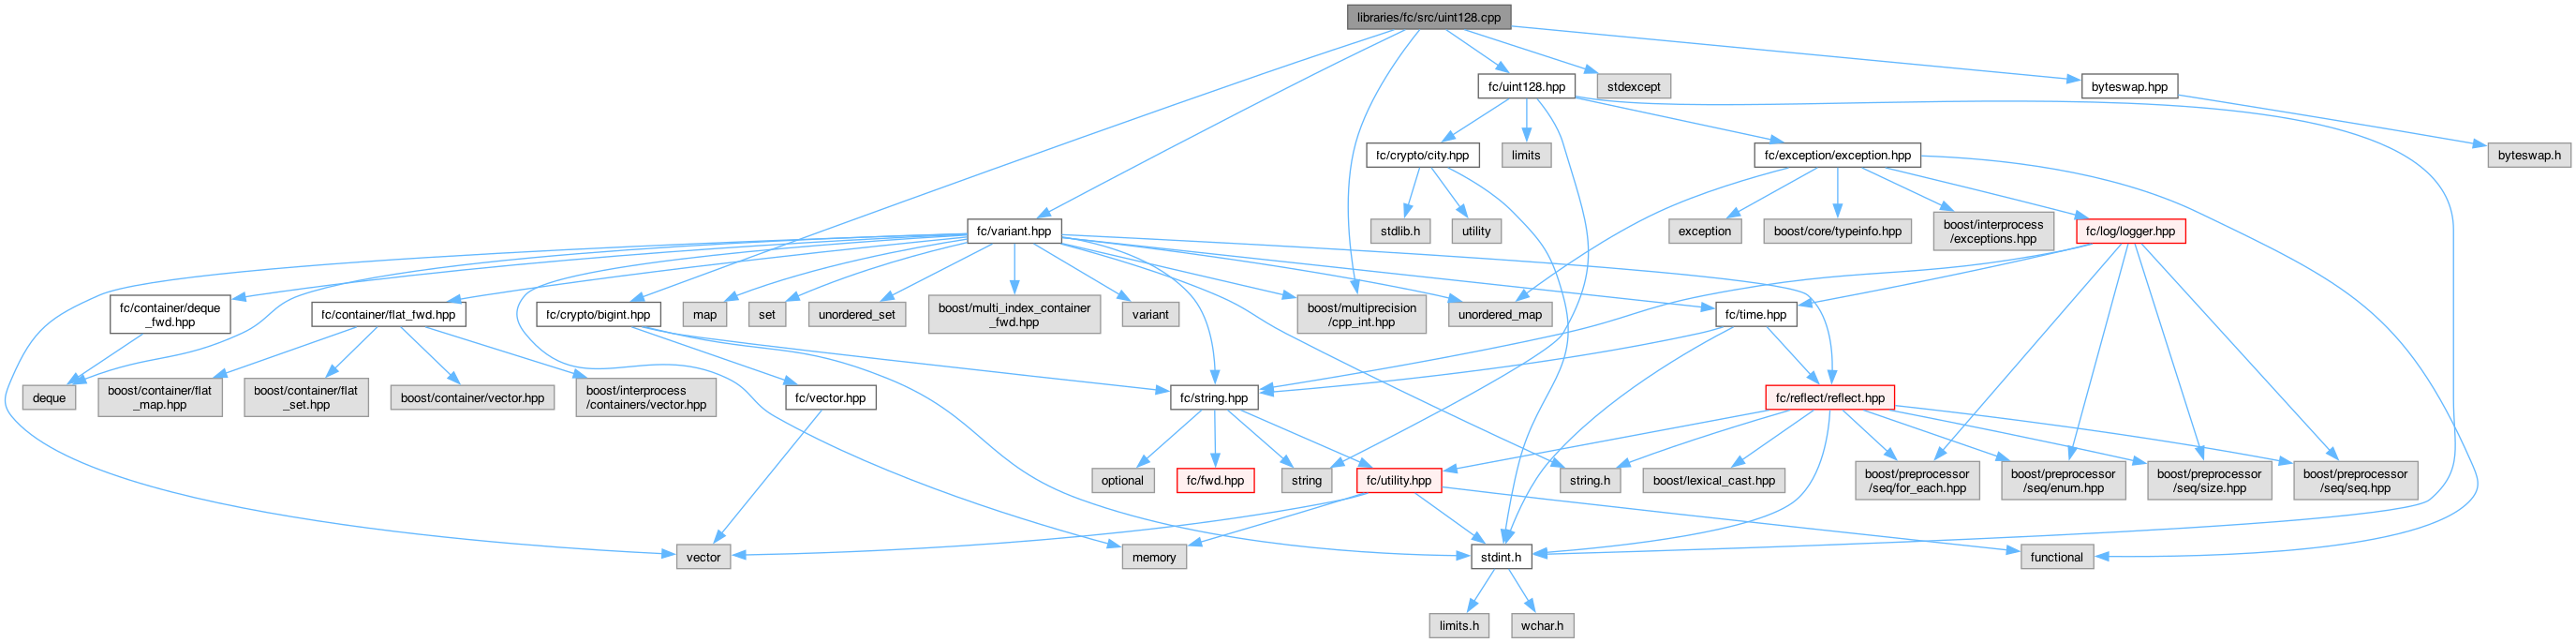 libraries/fc/src/uint128.cpp
fc/uint128.hpp
stdexcept
byteswap.hpp
fc/crypto/city.hpp
limits
fc/exception/exception.hpp
byteswap.h
fc/variant.hpp
stdlib.h
utility
exception
boost/core/typeinfo.hpp
boost/interprocess
/exceptions.hpp
fc/log/logger.hpp
fc/container/deque
_fwd.hpp
fc/container/flat_fwd.hpp
fc/crypto/bigint.hpp
map
set
unordered_set
boost/multi_index_container
_fwd.hpp
variant
boost/multiprecision
/cpp_int.hpp
unordered_map
fc/time.hpp
deque
boost/container/flat
_map.hpp
boost/container/flat
_set.hpp
boost/container/vector.hpp
boost/interprocess
/containers/vector.hpp
fc/vector.hpp
fc/string.hpp
fc/reflect/reflect.hpp
optional
fc/fwd.hpp
string
fc/utility.hpp
string.h
boost/lexical_cast.hpp
boost/preprocessor
/seq/for_each.hpp
boost/preprocessor
/seq/enum.hpp
boost/preprocessor
/seq/size.hpp
boost/preprocessor
/seq/seq.hpp
vector
memory
stdint.h
functional
limits.h
wchar.h